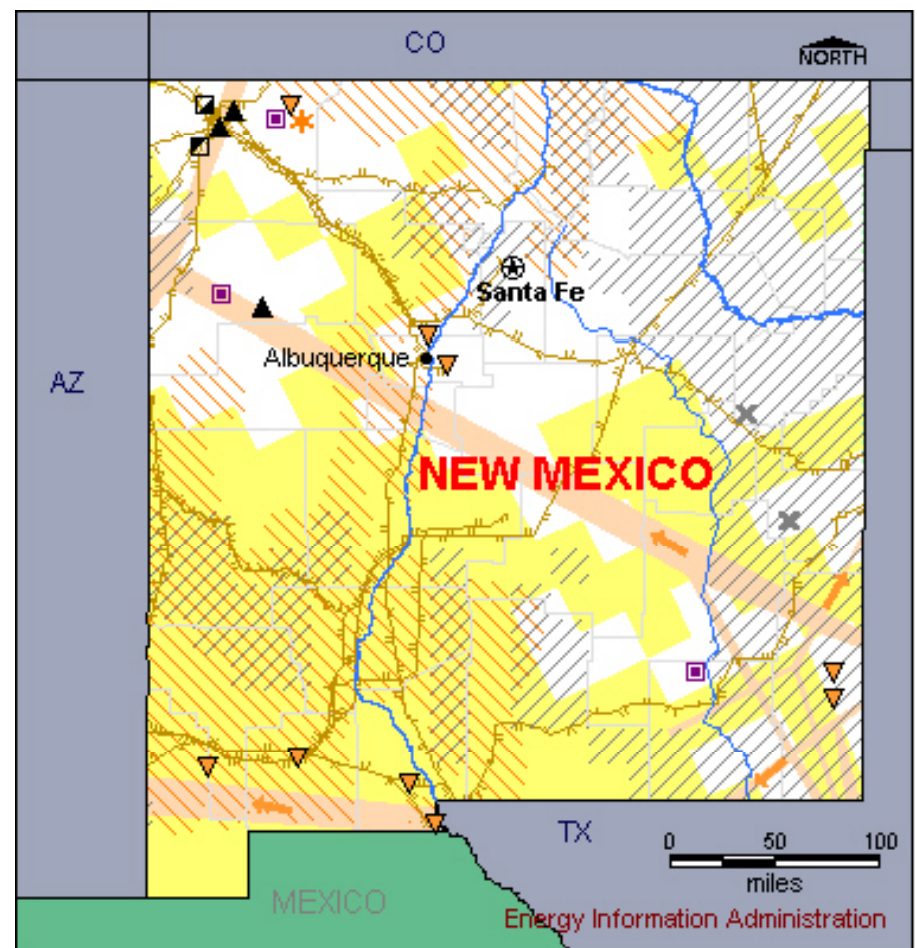 CO
NORTH
Santa Fe
Albuquerque
AZ
NEW MEXICO
TX
0 50 100
miles
MEXICO
Energy Information Administration